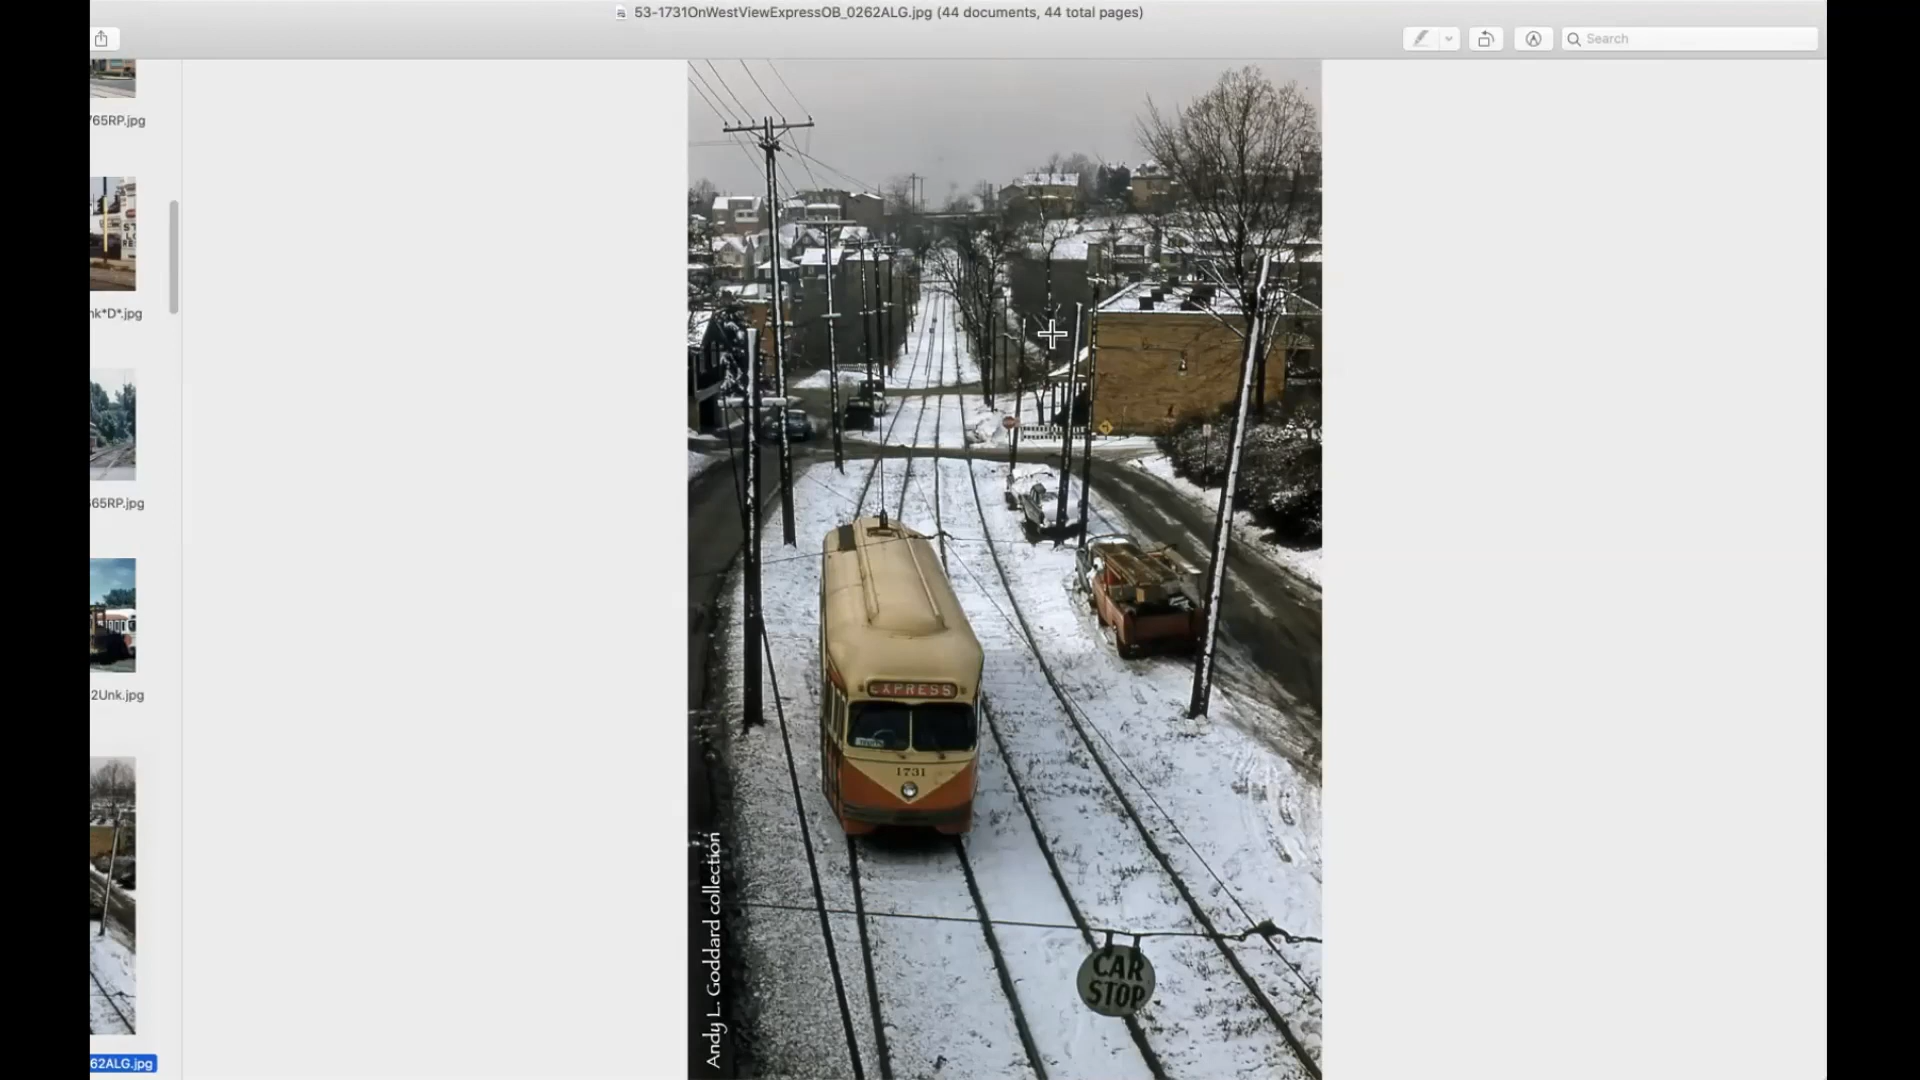 53-1731OnWestViewExpressOB_0262ALG.jpg (44 documents, 44 total pages)
Search
765RP.jpg
nk*D*.jpg
665RP.jpg
2Unk.jpg
62ALG.jpg
EXPRESS
1731
CAR
STOP
Andy L. Goddard collection